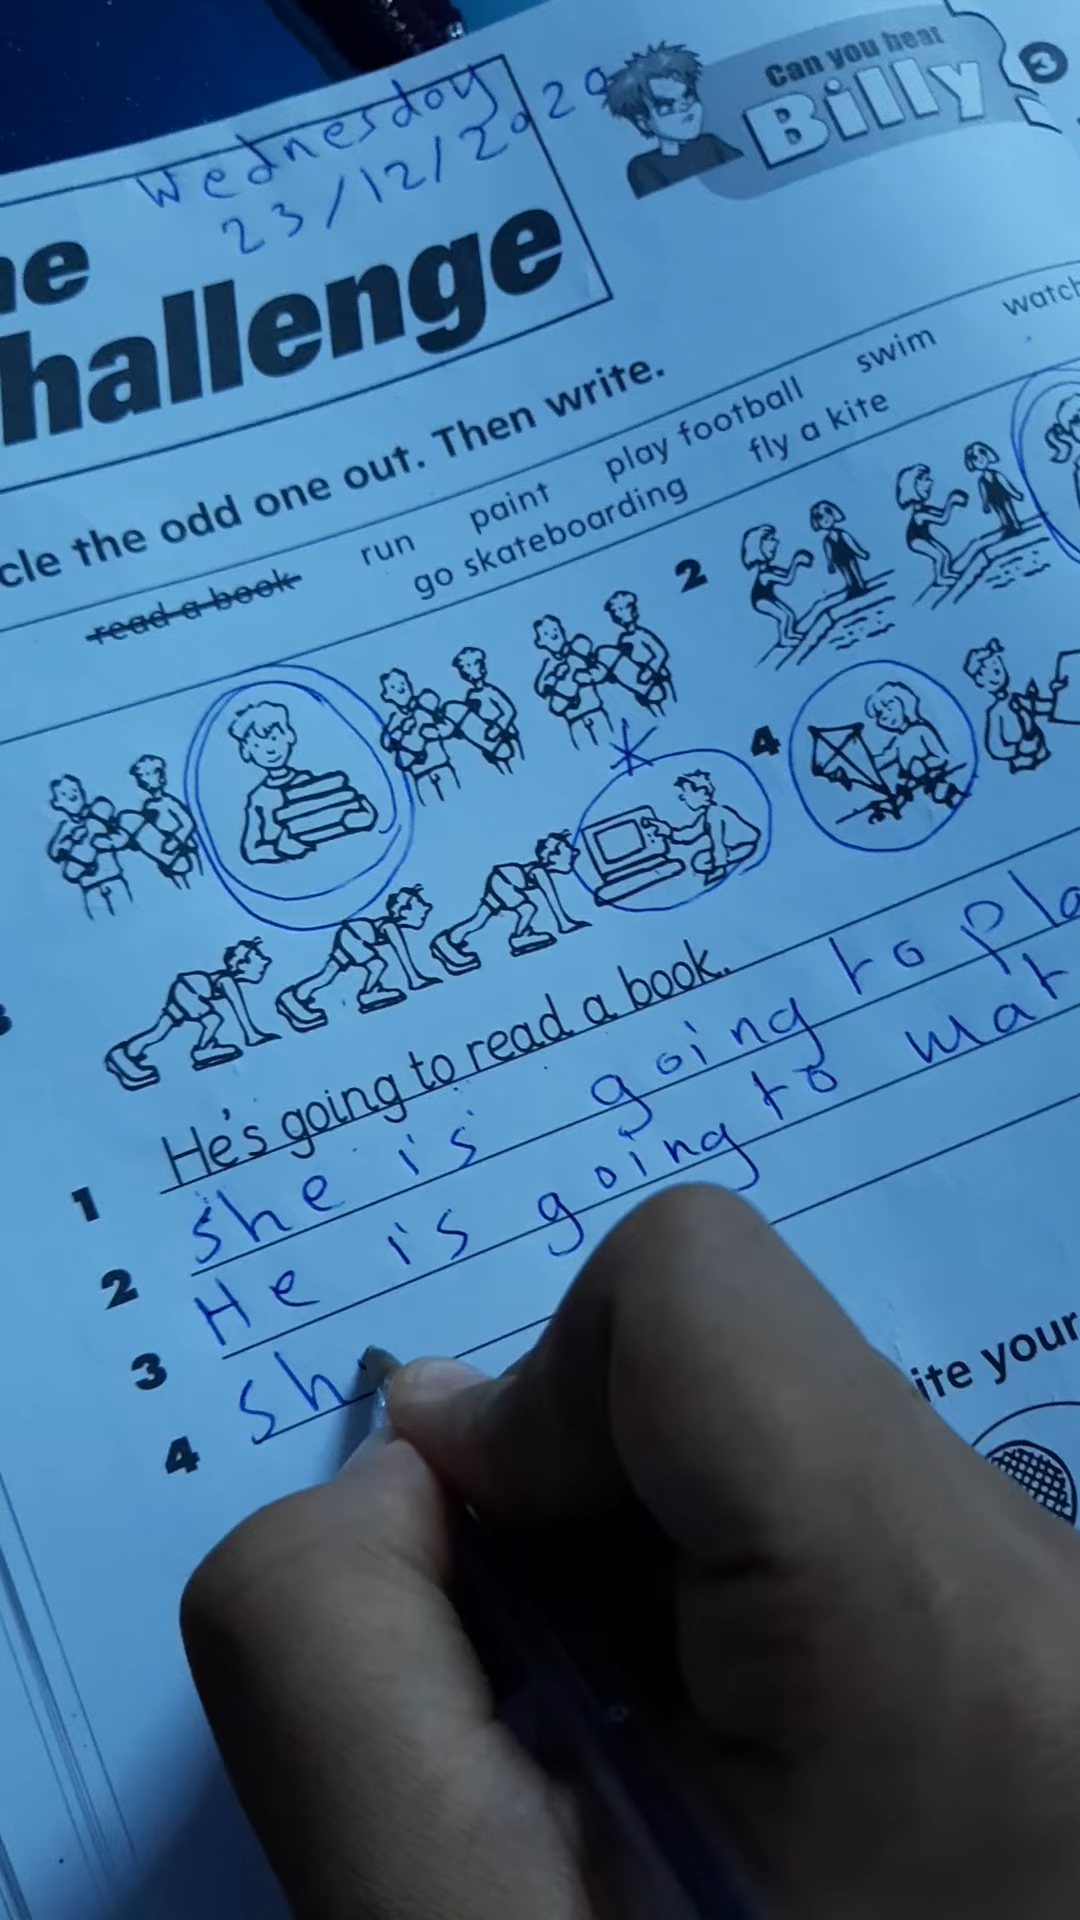 Wednesday
23/12/2020
Can you beat
Billy
3
he
hallenge
cle the odd one out. Then write.
read a book run paint play football swim watch
go skateboarding fly a kite
2
4
1 He's going to read a book.
2 she is going to pla
3 He is going to wat
4 sh
ite your